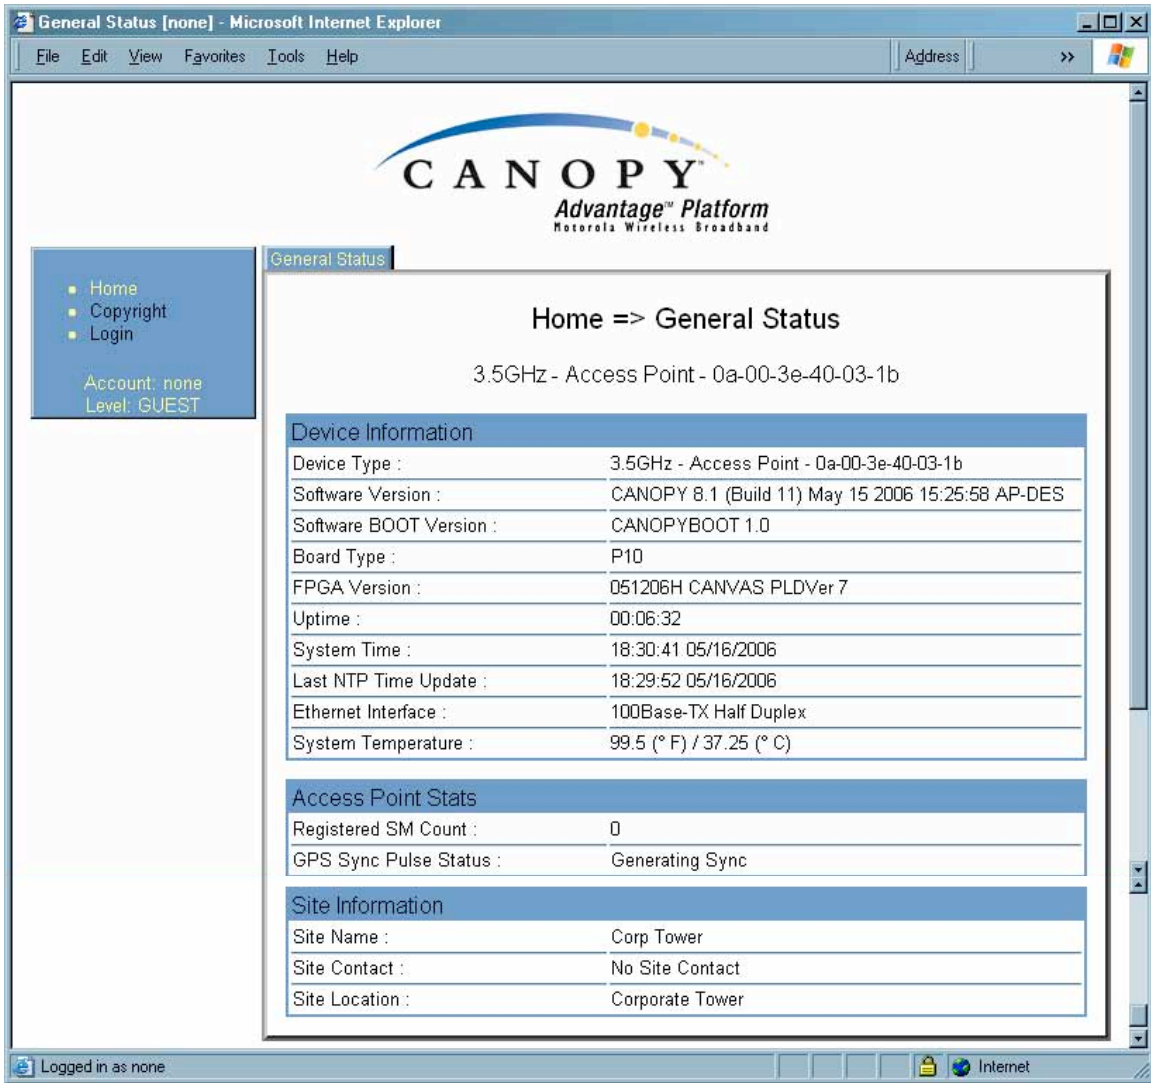 General Status [none] - Microsoft Internet Explorer
File Edit View Favorites Tools Help Address »
CANOPY™
Advantage™ Platform
Motorola Wireless Broadband
Home
Copyright
Login
Account: none
Level: GUEST
General Status
Home => General Status
3.5GHz - Access Point - 0a-00-3e-40-03-1b
Device Information
Device Type : 3.5GHz - Access Point - 0a-00-3e-40-03-1b
Software Version : CANOPY 8.1 (Build 11) May 15 2006 15:25:58 AP-DES
Software BOOT Version : CANOPYBOOT 1.0
Board Type : P10
FPGA Version : 051206H CANVAS PLDVer 7
Uptime : 00:06:32
System Time : 18:30:41 05/16/2006
Last NTP Time Update : 18:29:52 05/16/2006
Ethernet Interface : 100Base-TX Half Duplex
System Temperature : 99.5 (° F) / 37.25 (° C)
Access Point Stats
Registered SM Count : 0
GPS Sync Pulse Status : Generating Sync
Site Information
Site Name : Corp Tower
Site Contact : No Site Contact
Site Location : Corporate Tower
Logged in as none Internet